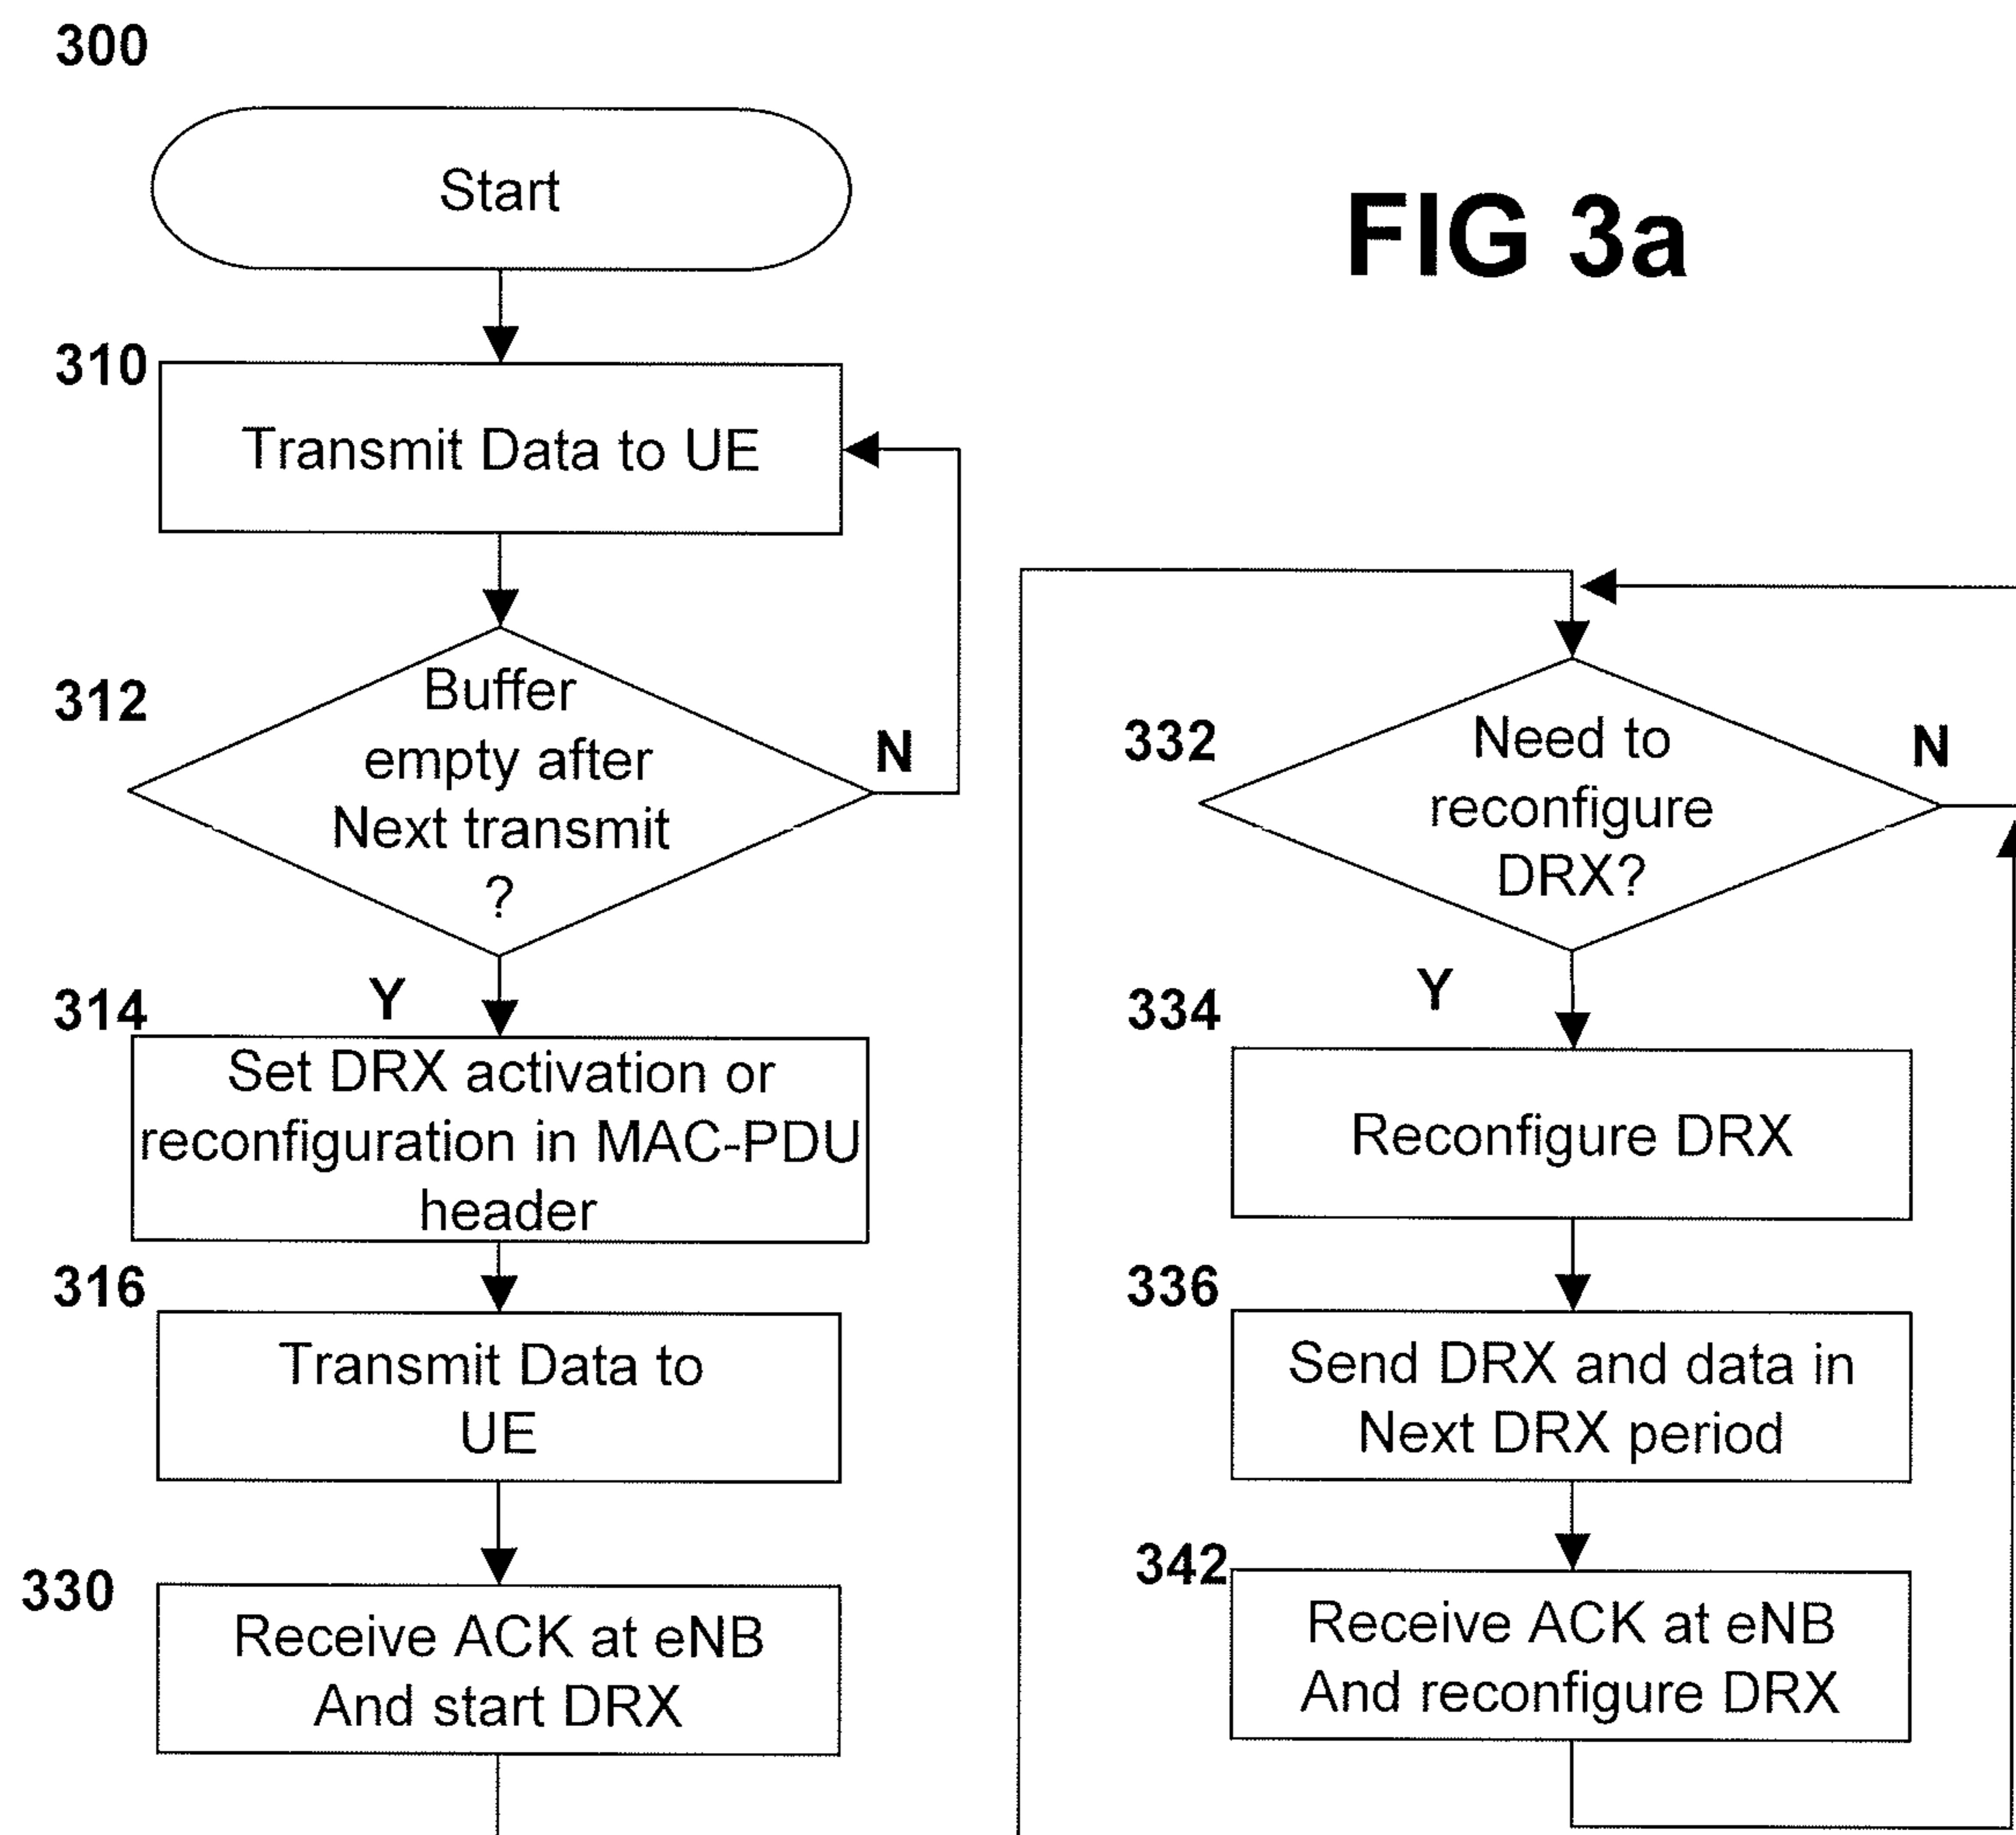 300
Start
FIG 3a
310
Transmit Data to UE
312
Buffer
empty after
Next transmit
?
N
Y
314
Set DRX activation or
reconfiguration in MAC-PDU
header
316
Transmit Data to
UE
330
Receive ACK at eNB
And start DRX
332
Need to
reconfigure
DRX?
N
Y
334
Reconfigure DRX
336
Send DRX and data in
Next DRX period
342
Receive ACK at eNB
And reconfigure DRX